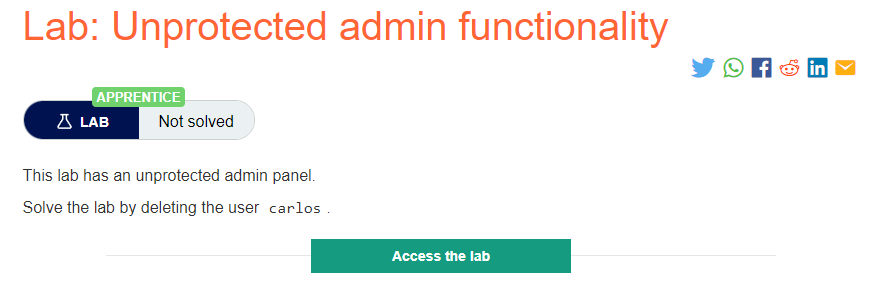 Lab: Unprotected admin functionality
APPRENTICE
LAB Not solved
This lab has an unprotected admin panel.
Solve the lab by deleting the user carlos .
Access the lab